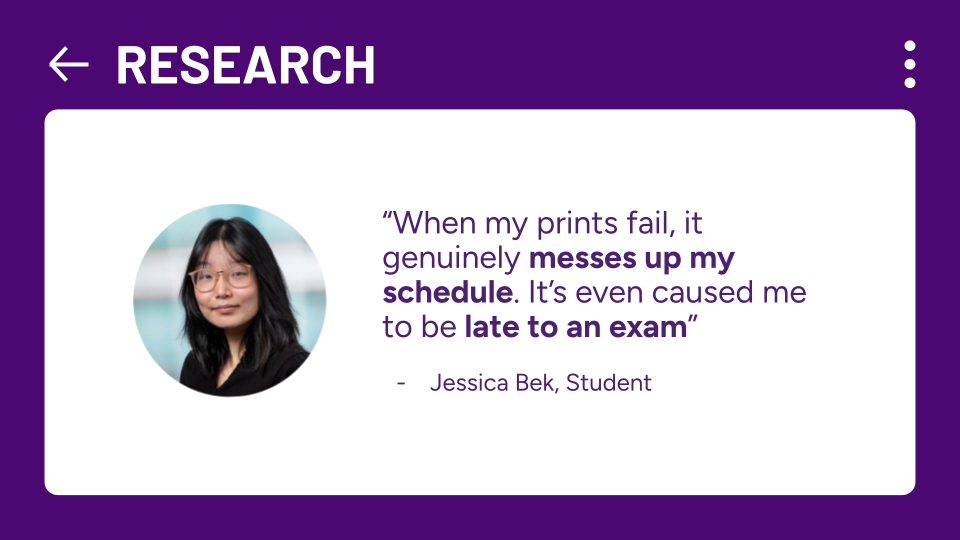 RESEARCH
“When my prints fail, it
genuinely messes up my
schedule. It’s even caused me
to be late to an exam”
- Jessica Bek, Student